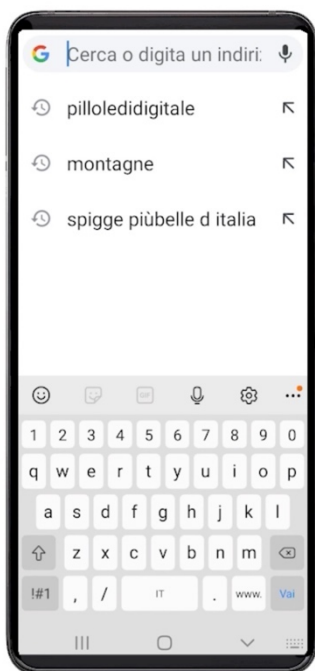 G Cerca o digita un indiri
pilloledidigitale
montagne
spigge piùbelle d italia
GIF
1 2 3 4 5 6 7 8 9 0
q w e r t y u i o p
a s d f g h j k l
z x c v b n m
!#1 , / IT . www. Vai